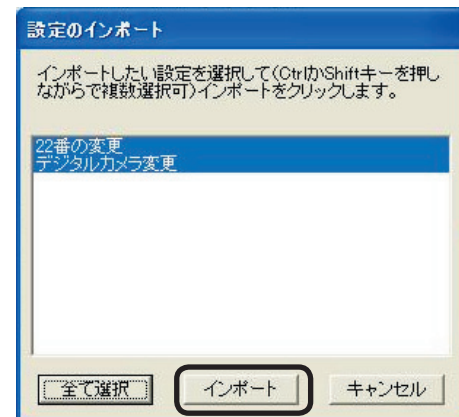 設定のインポート
インポートしたい設定を選択して(CtrlかShiftキーを押し
ながらで複数選択可)インポートをクリックします。
22番の変更
デジタルカメラ変更
全て選択
インポート
キャンセル